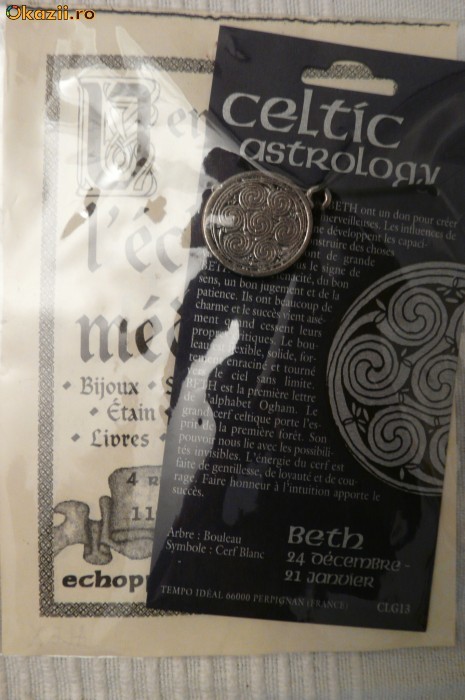 Okazii.ro
celtic
astrology
BETH ont un don pour créer
merveilleuses. Les influences de
développent les capaci-
construire des choses
de grande
le signe de
BETH ténacité, du bon
sens, un bon jugement et de la
patience. Ils ont beaucoup de
charme et le succès vient
quand cessent leurs
propres critiques. Le bou-
leau flexible, solide, for-
enraciné et tourné
vers le ciel sans limite.
BETH est la première lettre
de l'alphabet Ogham. Le
grand cerf celtique porte l'es-
prit de la première forêt. Son
pouvoir nous lie avec les possibili-
tés invisibles. L'énergie du cerf est
faite de gentillesse, de loyauté et de cou-
rage. Faire honneur à l'intuition apporte le
succès.
Arbre : Bouleau
Symbole : Cerf Blanc
Beth
24 décembre -
21 janvier
TEMPO IDÉAL 66000 PERPIGNAN (FRANCE)
CLG13
l'éc
méd
• Bijoux •
• Étain
• Livres •
4 R
11
echopp